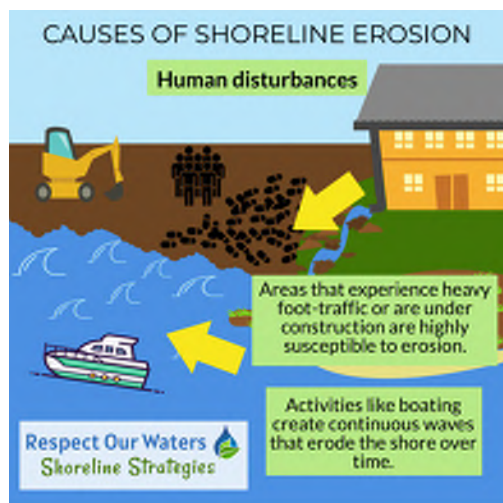 CAUSES OF SHORELINE EROSION
Human disturbances
Areas that experience heavy
foot-traffic or are under
construction are highly
susceptible to erosion.
Activities like boating
create continuous waves
that erode the shore over
time.
Respect Our Waters
Shoreline Strategies